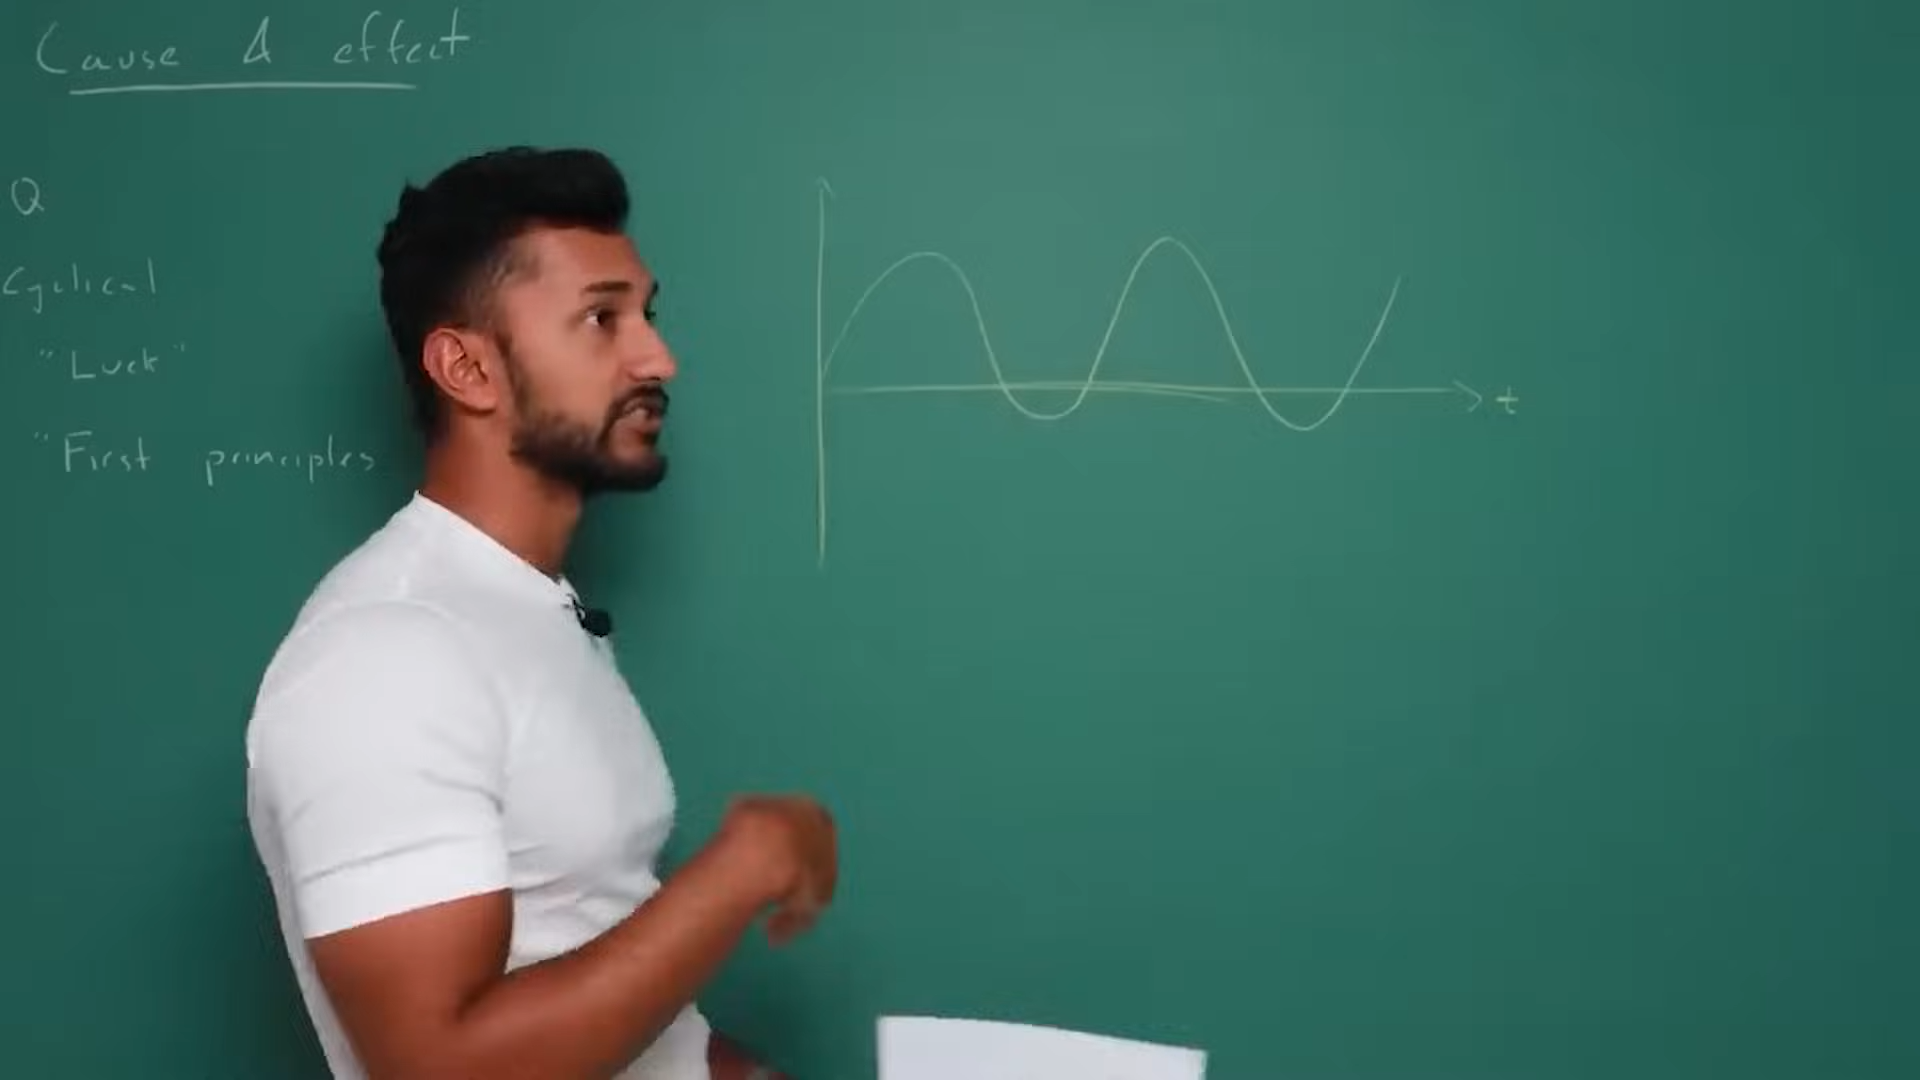 Cause & effect
Q
Cyclical
"Luck"
"First principles
t